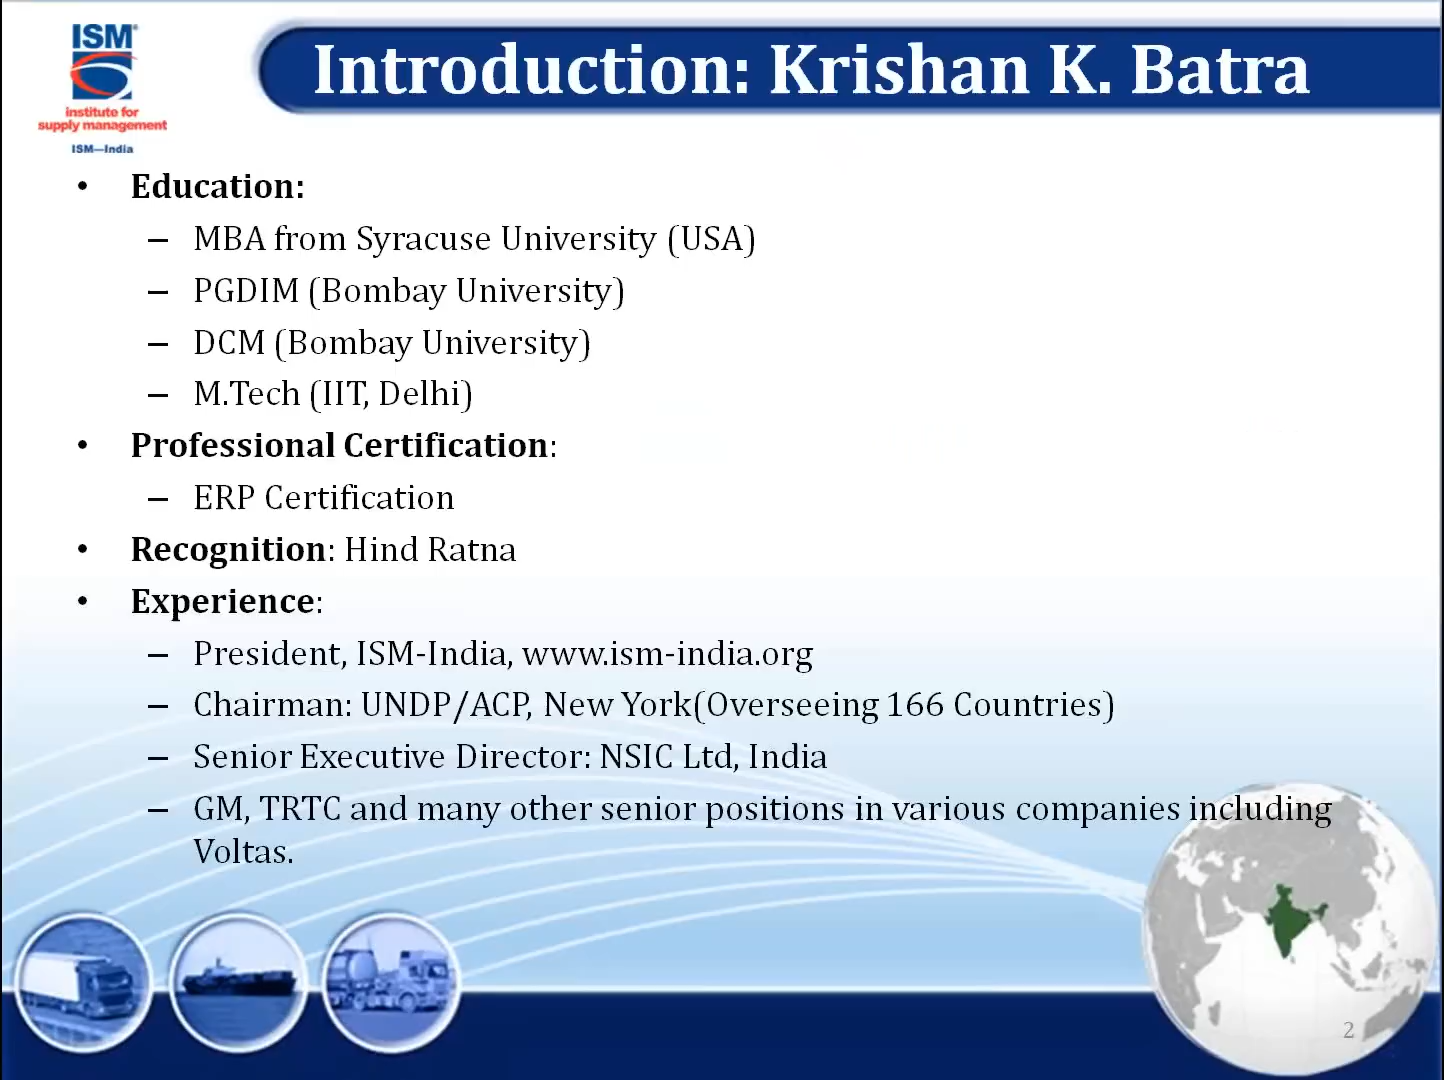 ISM®
institute for
supply management
ISM—India
Introduction: Krishan K. Batra
• Education:
– MBA from Syracuse University (USA)
– PGDIM (Bombay University)
– DCM (Bombay University)
– M.Tech (IIT, Delhi)
• Professional Certification:
– ERP Certification
• Recognition: Hind Ratna
• Experience:
– President, ISM-India, www.ism-india.org
– Chairman: UNDP/ACP, New York(Overseeing 166 Countries)
– Senior Executive Director: NSIC Ltd, India
– GM, TRTC and many other senior positions in various companies including
Voltas.
2